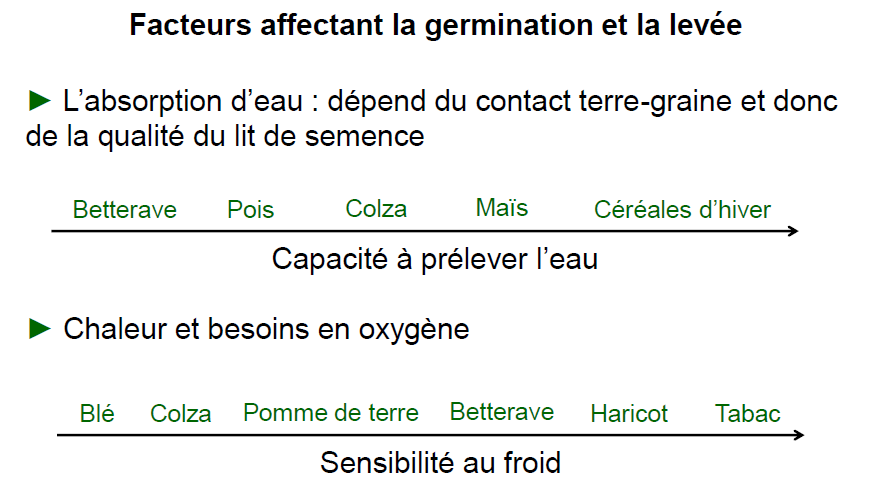 Facteurs affectant la germination et la levée
► L’absorption d’eau : dépend du contact terre-graine et donc
de la qualité du lit de semence
Betterave Pois Colza Maïs Céréales d’hiver
Capacité à prélever l’eau
► Chaleur et besoins en oxygène
Blé Colza Pomme de terre Betterave Haricot Tabac
Sensibilité au froid